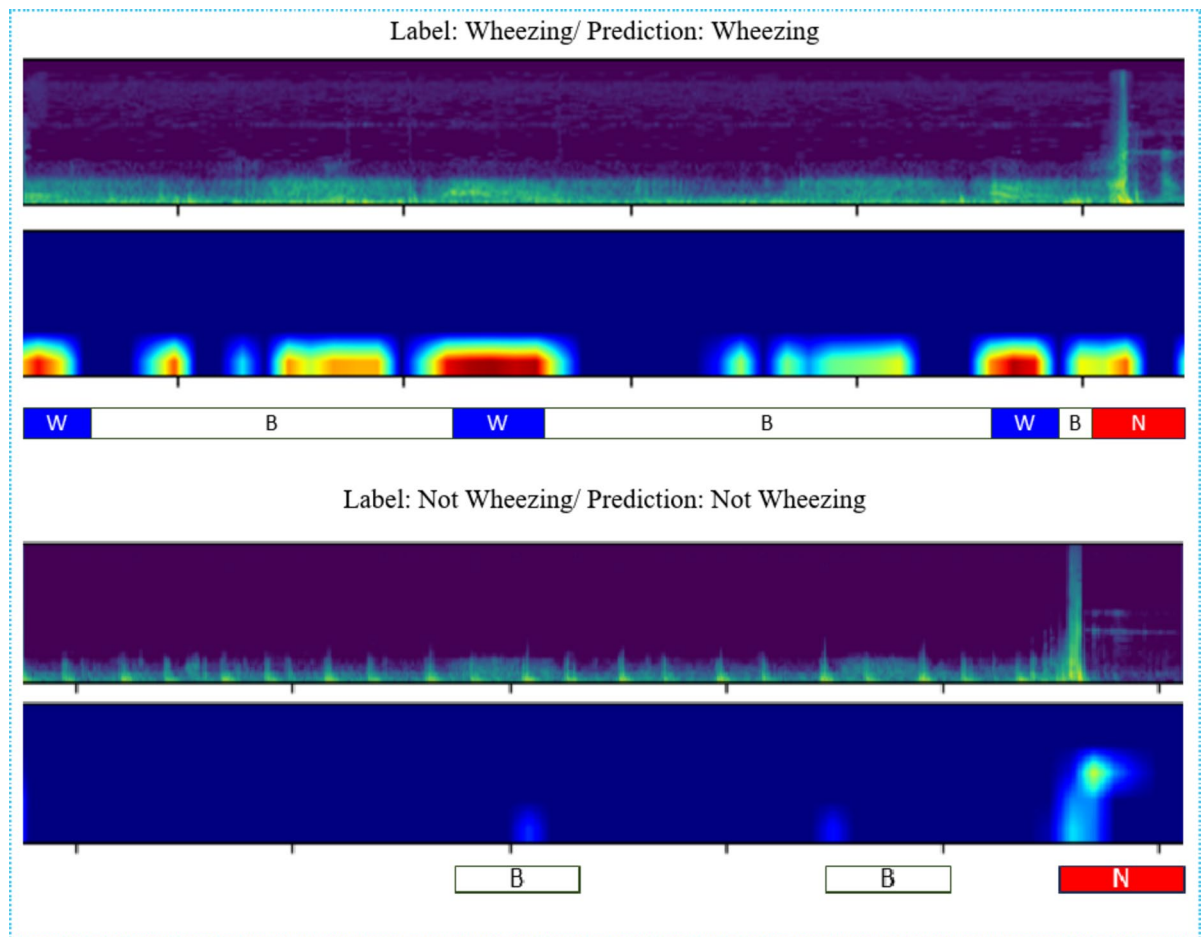 Label: Wheezing/ Prediction: Wheezing
W B W B W B N
Label: Not Wheezing/ Prediction: Not Wheezing
B B N